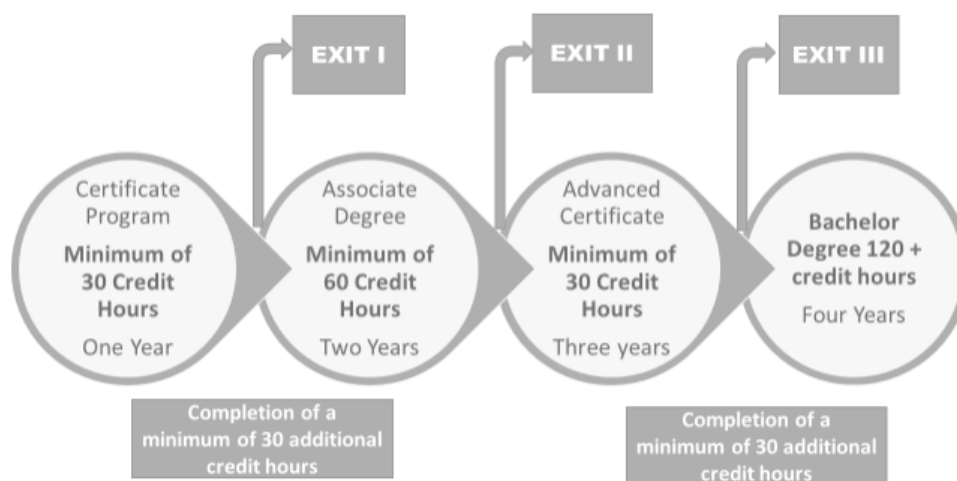 EXIT I
EXIT II
EXIT III
Certificate
Program
Minimum of
30 Credit
Hours
One Year
Associate
Degree
Minimum of
60 Credit
Hours
Two Years
Advanced
Certificate
Minimum of
30 Credit
Hours
Three years
Bachelor
Degree 120 +
credit hours
Four Years
Completion of a
minimum of 30 additional
credit hours
Completion of a
minimum of 30 additional
credit hours